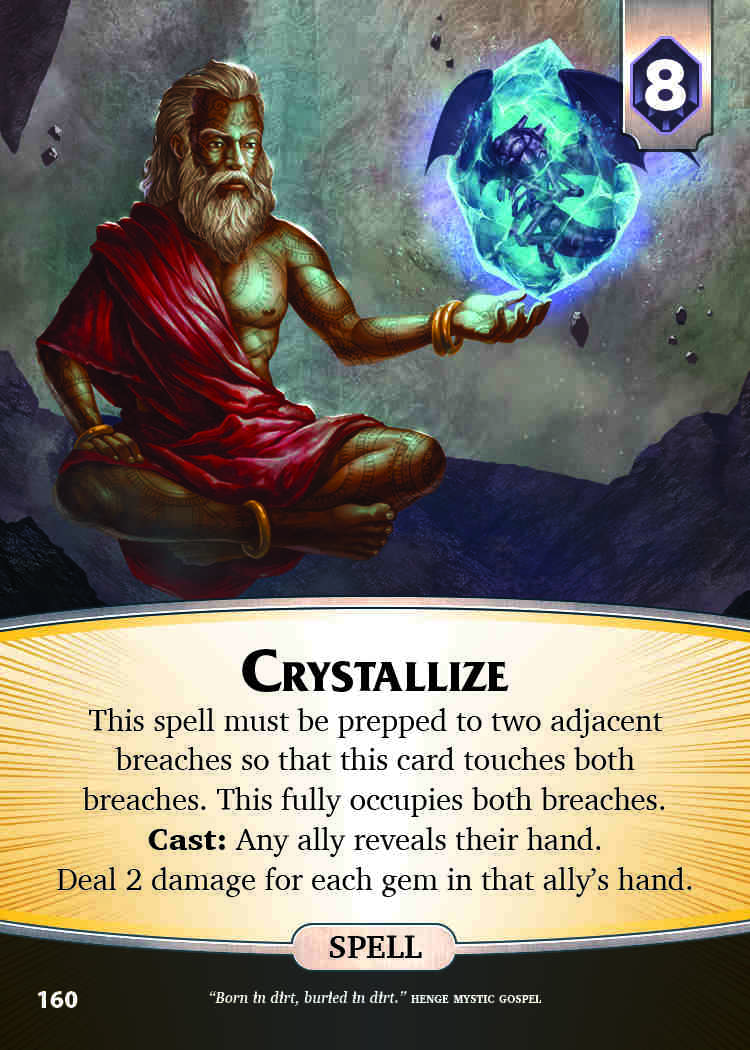 8
Crystallize
This spell must be prepped to two adjacent
breaches so that this card touches both
breaches. This fully occupies both breaches.
Cast: Any ally reveals their hand.
Deal 2 damage for each gem in that ally’s hand.
SPELL
160
“Born in dirt, buried in dirt.” HENGE MYSTIC GOSPEL